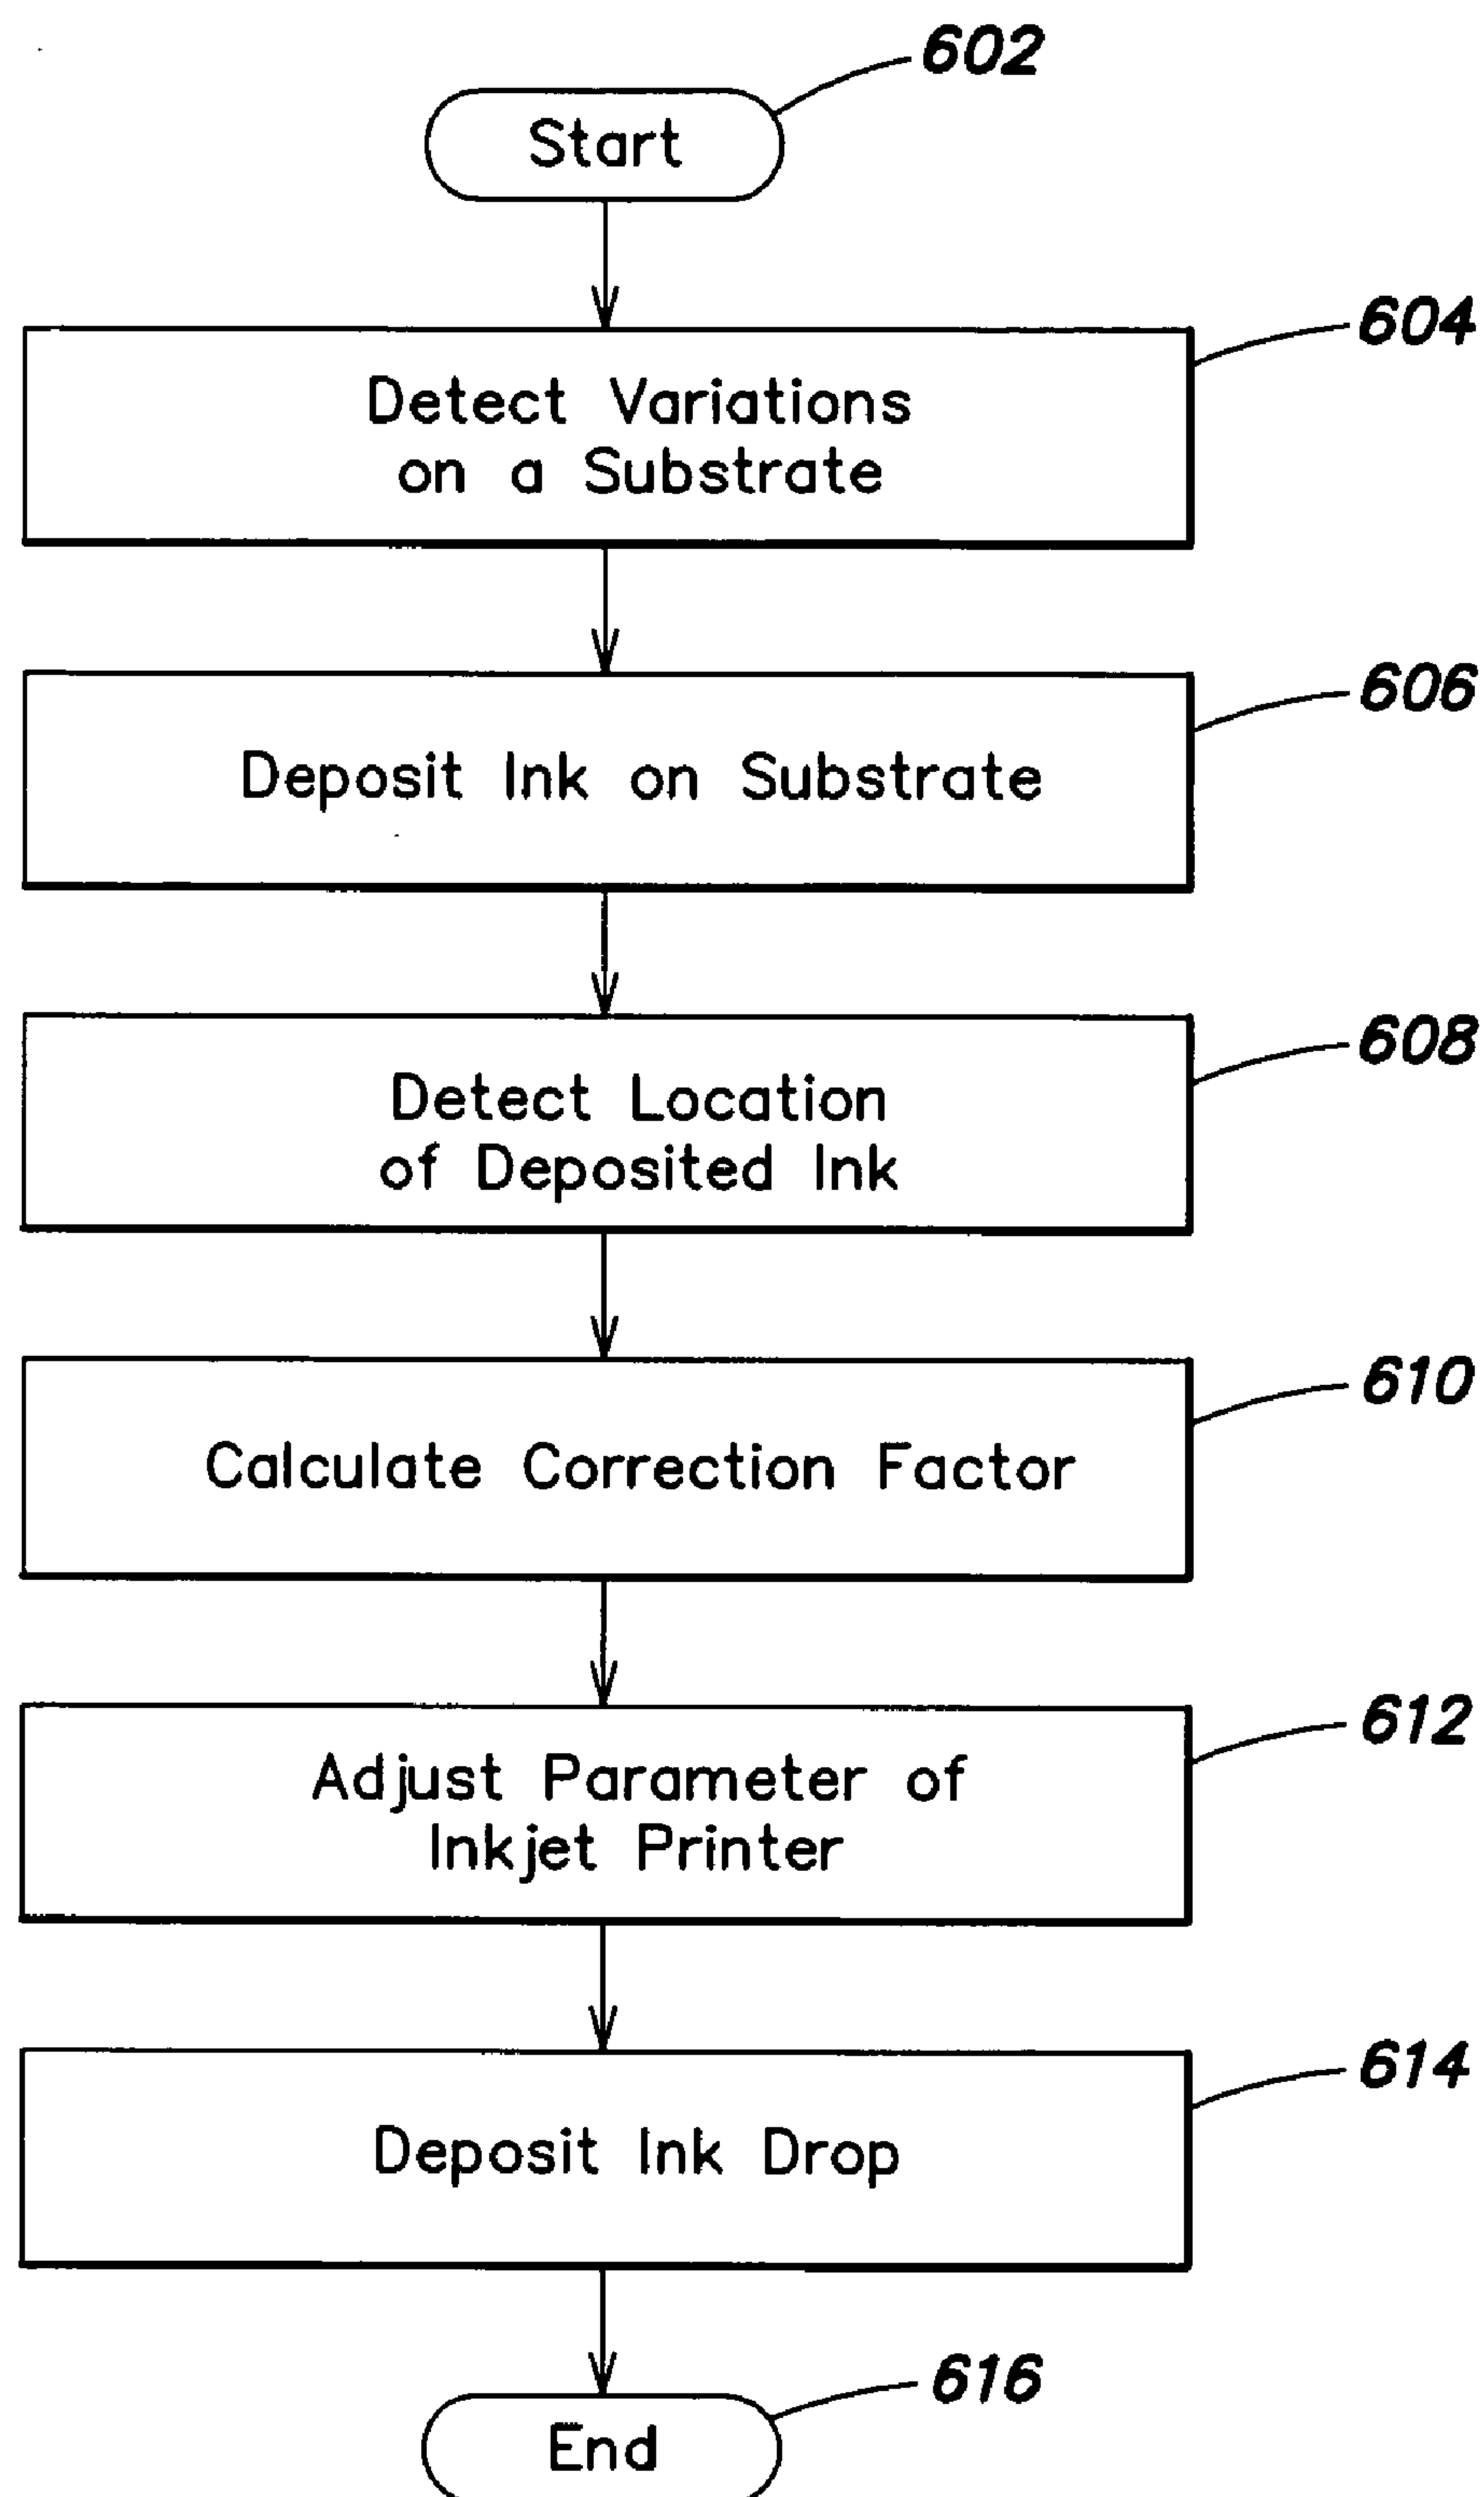 602
Start
604
Detect Variations
on a Substrate
606
Deposit Ink on Substrate
608
Detect Location
of Deposited Ink
610
Calculate Correction Factor
612
Adjust Parameter of
Inkjet Printer
614
Deposit Ink Drop
616
End